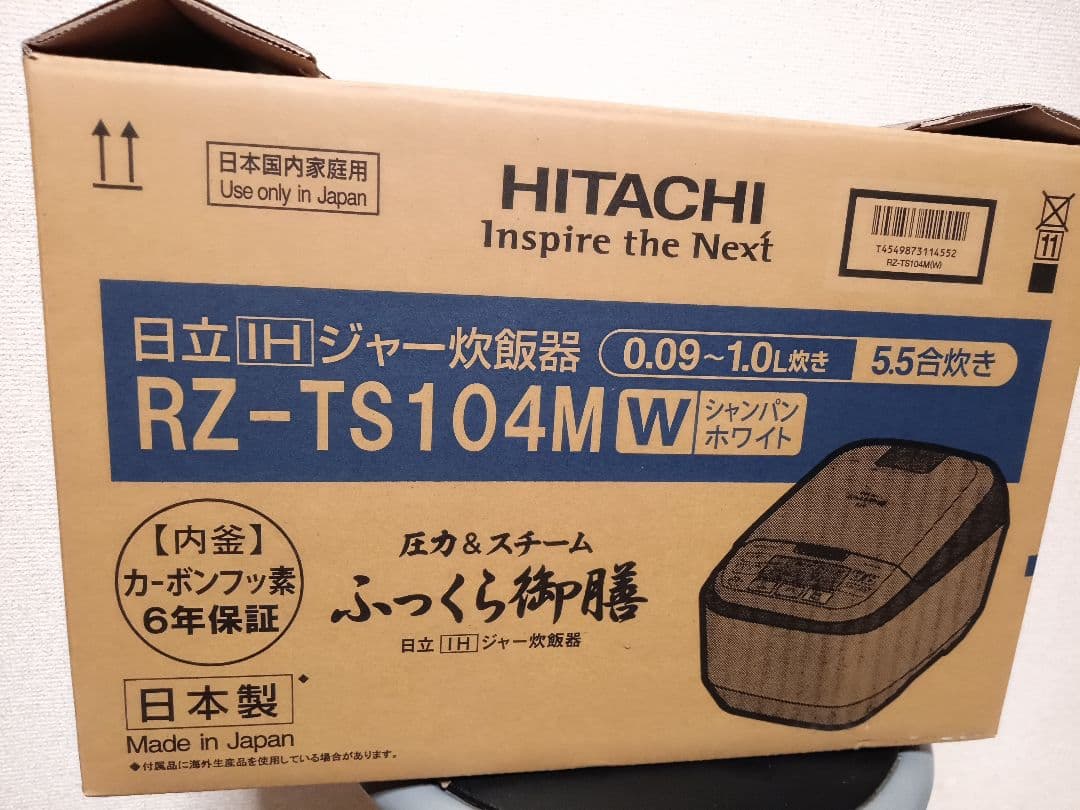 日本国内家庭用
Use only in Japan
HITACHI
Inspire the Next
T4549873114552
RZ-TS104M(W)
11
日立IHジャー炊飯器 0.09〜1.0L炊き 5.5合炊き
RZ-TS104M W シャンパン
ホワイト
【内釜】
カーボンフッ素
6年保証
圧力&スチーム
ふっくら御膳
日立IHジャー炊飯器
日本製◆
Made in Japan
◆付属品に海外生産品を使用している場合があります。